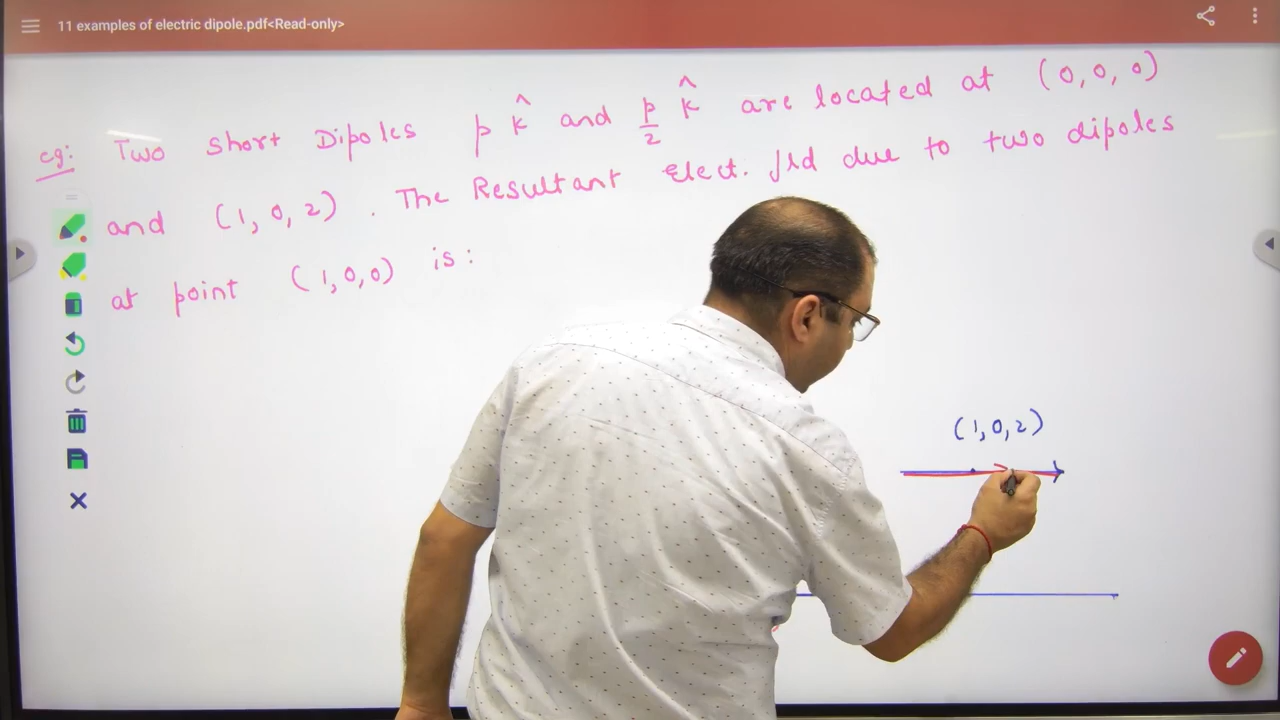 11 examples of electric dipole.pdf<Read-only>
eg: Two short Dipoles p k̂ and p/2 k̂ are located at (0,0,0)
and (1,0,2). The Resultant Elect. fld due to two dipoles
at point (1,0,0) is:
(1,0,2)